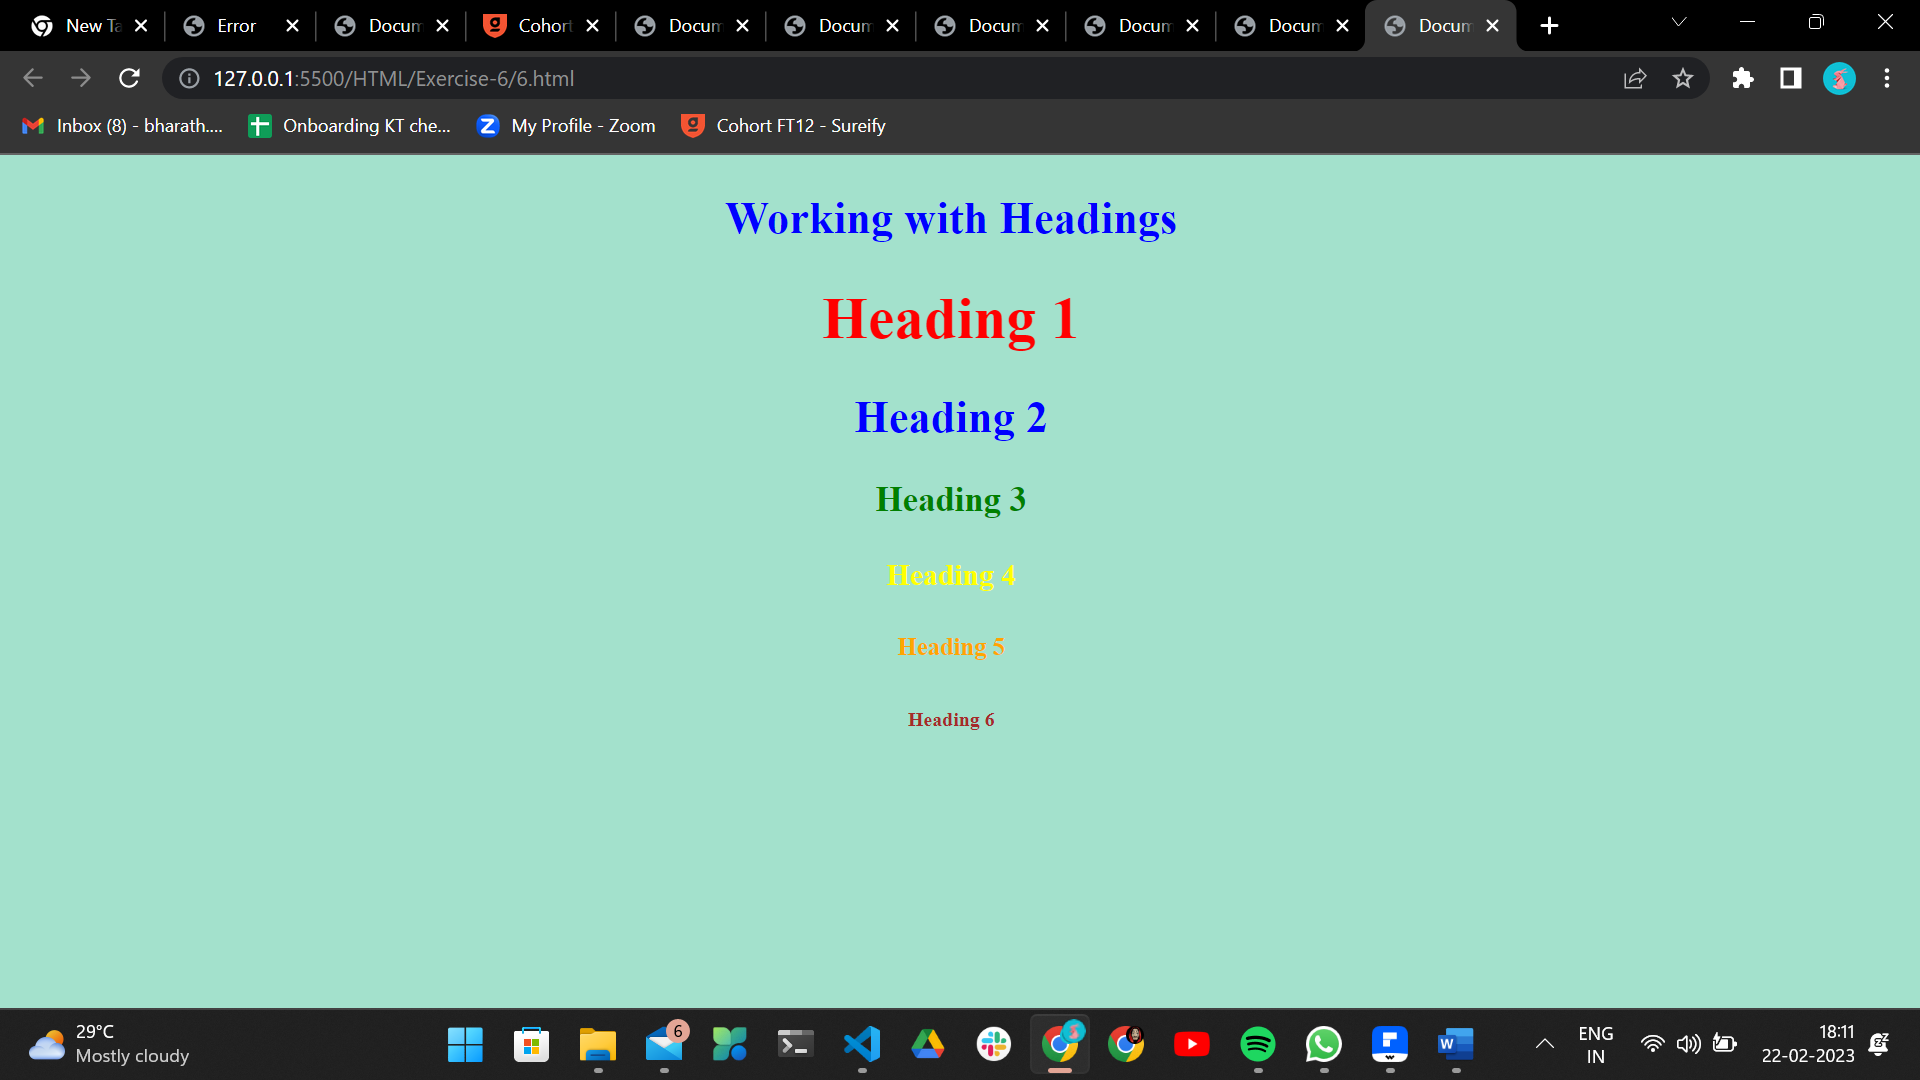 New Ta
Error
Docum
Cohort
Docum
Docum
Docum
Docum
Docum
Docum
127.0.0.1:5500/HTML/Exercise-6/6.html
Inbox (8) - bharath....
Onboarding KT che...
My Profile - Zoom
Cohort FT12 - Sureify
Working with Headings
Heading 1
Heading 2
Heading 3
Heading 4
Heading 5
Heading 6
29°C
Mostly cloudy
6
ENG
IN
18:11
22-02-2023